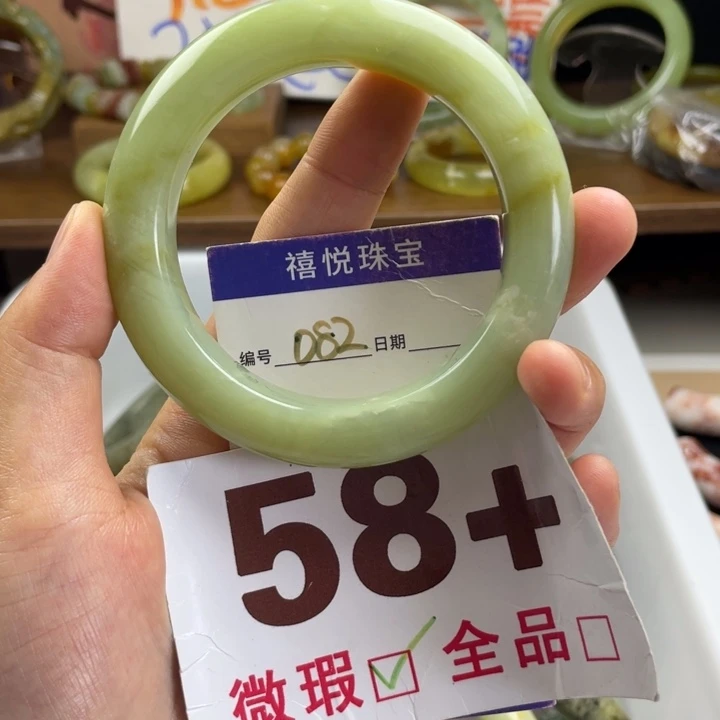 禧悦珠宝
编号 082 日期
58+
微瑕☑ 全品☐